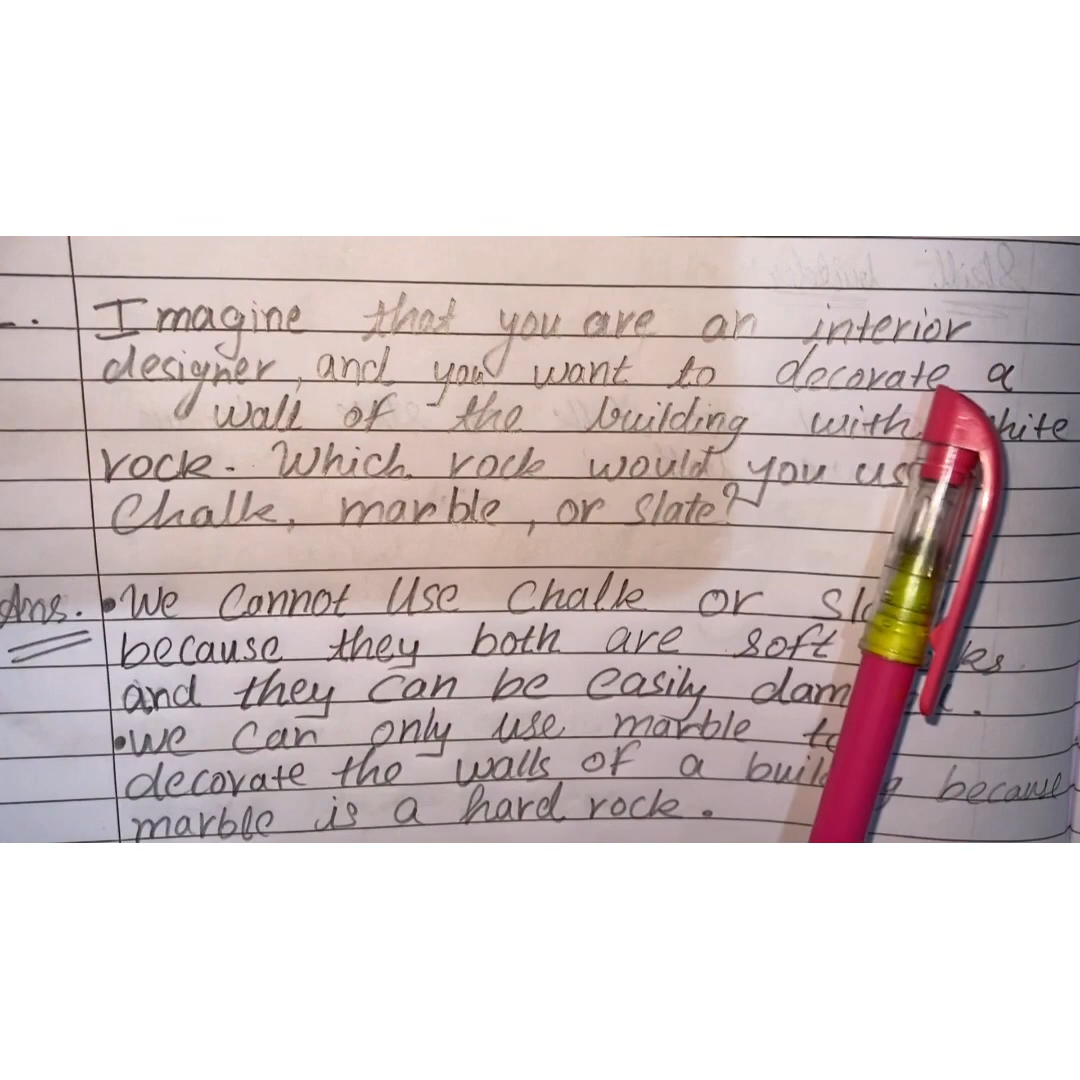 Imagine that you are an interior
designer, and you want to decorate a
wall of the building with
rock. Which rock would you
Chalk, marble, or slate?
Ans. • We cannot use chalk or
because they both are soft
and they can be easily
• we can only use marble
decorate the walls of a because
marble is a hard rock.